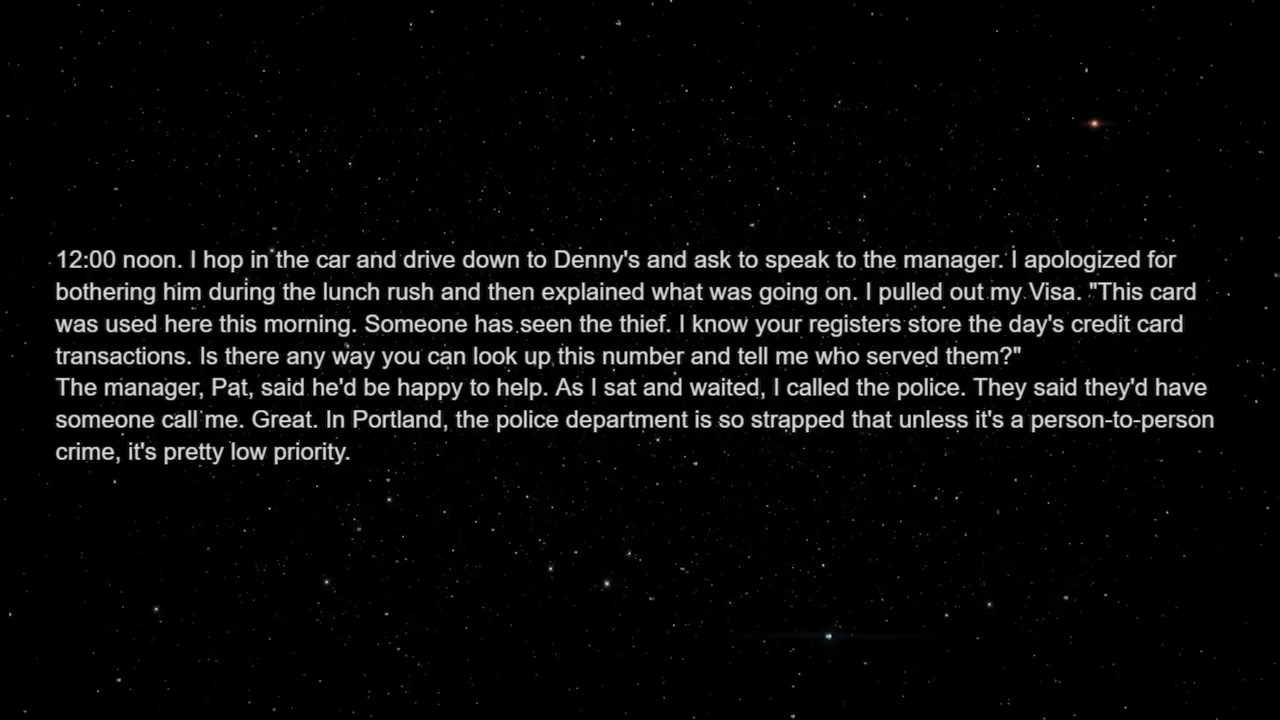 12:00 noon. I hop in the car and drive down to Denny's and ask to speak to the manager. I apologized for
bothering him during the lunch rush and then explained what was going on. I pulled out my Visa. "This card
was used here this morning. Someone has seen the thief. I know your registers store the day's credit card
transactions. Is there any way you can look up this number and tell me who served them?"
The manager, Pat, said he'd be happy to help. As I sat and waited, I called the police. They said they'd have
someone call me. Great. In Portland, the police department is so strapped that unless it's a person-to-person
crime, it's pretty low priority.